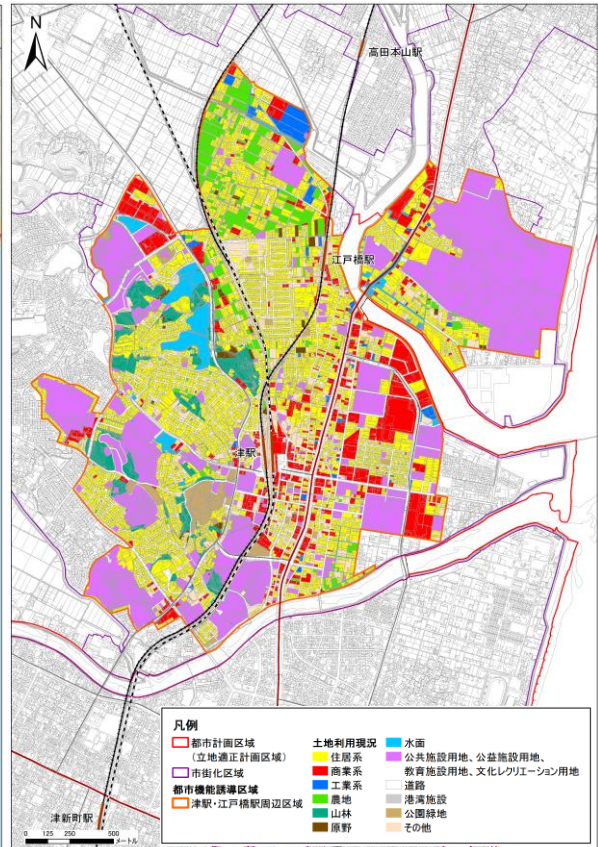 N
高田本山駅
江戸橋駅
津駅
津新町駅
0 125 250 500
メートル
凡例
都市計画区域
(立地適正計画区域)
市街化区域
都市機能誘導区域
津駅・江戸橋駅周辺区域
土地利用現況
住居系
商業系
工業系
農地
山林
原野
水面
公共施設用地、公益施設用地、
教育施設用地、文化レクリエーション用地
道路
港湾施設
公園緑地
その他